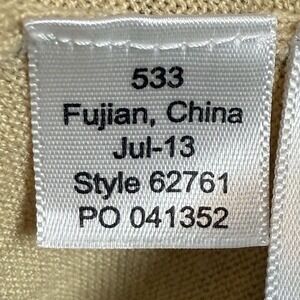 533
Fujian, China
Jul-13
Style 62761
PO 041352